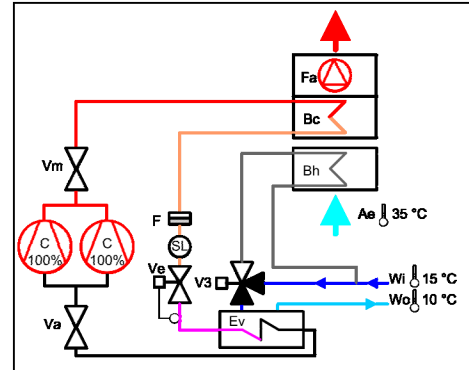 Fa
Bc
Vm
Bh
F
Ae 35 °C
C
100%
C
100%
SL
Ve
V3
Wi 15 °C
Wo 10 °C
Va
Ev